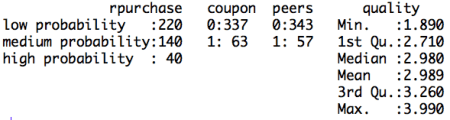 rpurchase coupon peers quality
low probability :220 0:337 0:343 Min. :1.890
medium probability:140 1: 63 1: 57 1st Qu.:2.710
high probability : 40 Median :2.980
Mean :2.989
3rd Qu.:3.260
Max. :3.990